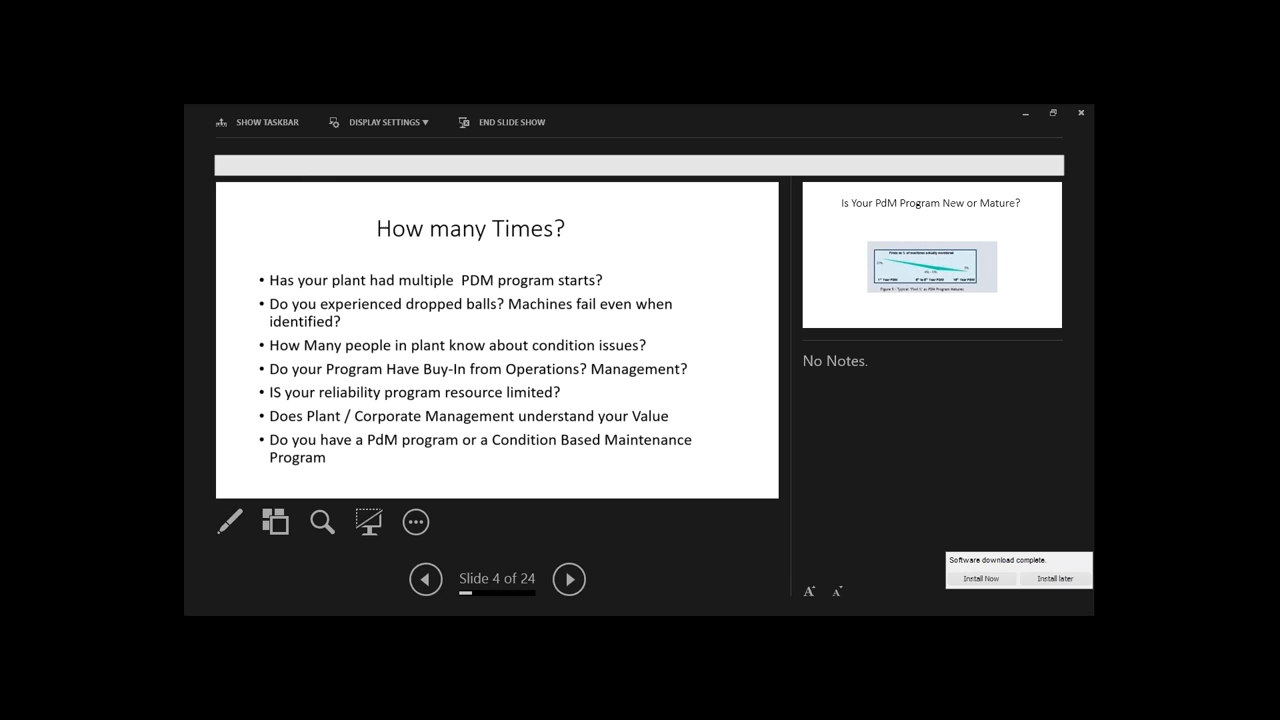 SHOW TASKBAR
DISPLAY SETTINGS ▼
END SLIDE SHOW
How many Times?
• Has your plant had multiple PDM program starts?
• Do you experienced dropped balls? Machines fail even when
identified?
• How Many people in plant know about condition issues?
• Do your Program Have Buy-In from Operations? Management?
• IS your reliability program resource limited?
• Does Plant / Corporate Management understand your Value
• Do you have a PdM program or a Condition Based Maintenance
Program
Slide 4 of 24
Is Your PdM Program New or Mature?
No Notes.
Software download complete.
Install Now
Install later
A
A